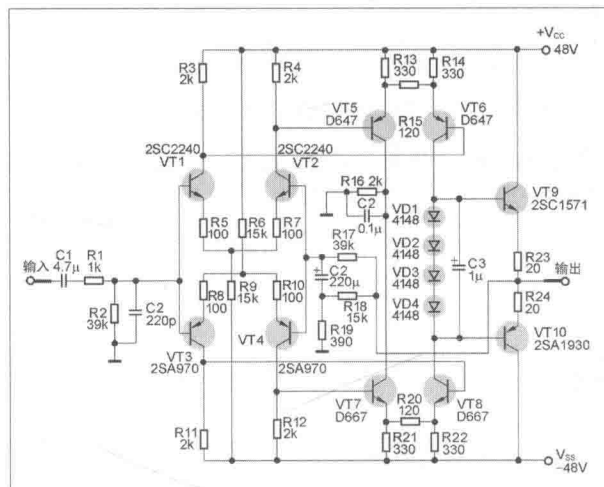 +Vcc
48V
R3
2k
R4
2k
R13
330
R14
330
VT5
D647
R15
120
VT6
D647
2SC2240
VT1
2SC2240
VT2
R16 2k
C2
0.1μ
VD1
4148
VD2
4148
VD3
4148
VD4
4148
C3
1μ
VT9
2SC1571
R5
100
R6
15k
R7
100
R17
39k
R23
20
输出
R24
20
输入
C1
4.7μ
R1
1k
R2
39k
C2
220p
R8
100
R9
15k
R10
100
C2
220μ
R18
15k
R19
390
VT3
2SA970
VT4
2SA970
VT10
2SA1930
VT7
D667
R20
120
VT8
D667
R11
2k
R12
2k
R21
330
R22
330
Vss
-48V